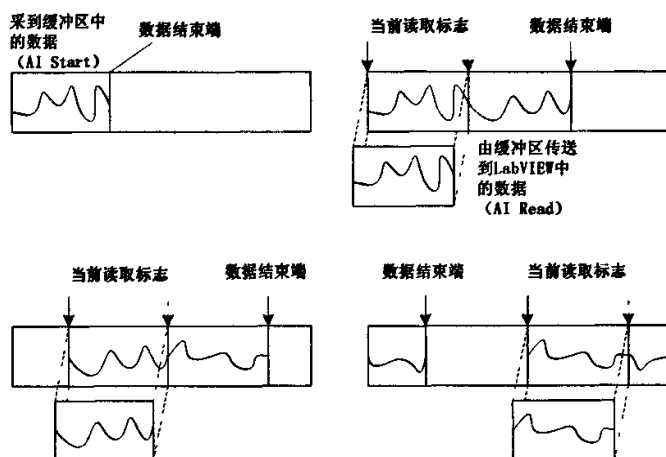 采到缓冲区中
的数据
（AI Start）
数据结束端
当前读取标志
数据结束端
由缓冲区传送
到LabVIEW中
的数据
（AI Read）
当前读取标志
数据结束端
数据结束端
当前读取标志